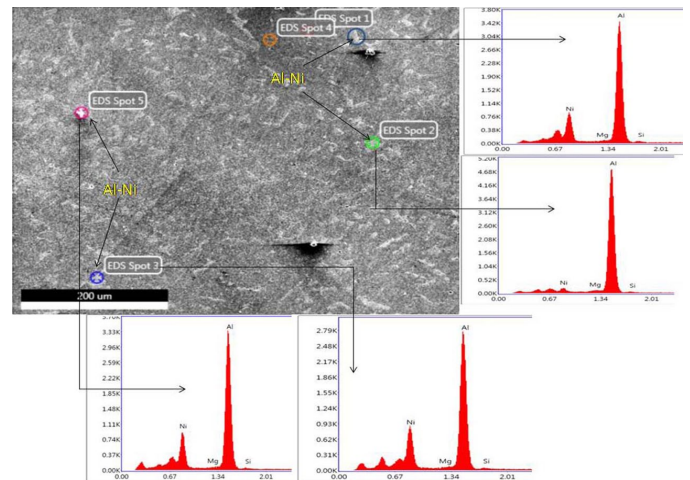 EDS Spot 1
EDS Spot 4
Al-Ni
EDS Spot 5
EDS Spot 2
Al-Ni
EDS Spot 3
200 um
3.80K
3.42K
3.04K
2.66K
2.28K
1.90K
1.52K
1.14K
0.76K
0.38K
0.00K
Al
Ni
Mg
Si
0.00
0.67
1.34
2.01
5.20K
4.68K
4.16K
3.64K
3.12K
2.60K
2.08K
1.56K
1.04K
0.52K
0.00K
Al
Ni
Mg
Si
0.00
0.67
1.34
2.01
3.70K
3.33K
2.96K
2.59K
2.22K
1.85K
1.48K
1.11K
0.74K
0.37K
0.00K
Al
Ni
Mg
Si
0.00
0.67
1.34
2.01
2.79K
2.48K
2.17K
1.86K
1.55K
1.24K
0.93K
0.62K
0.31K
0.00K
Al
Ni
Mg
Si
0.00
0.67
1.34
2.01